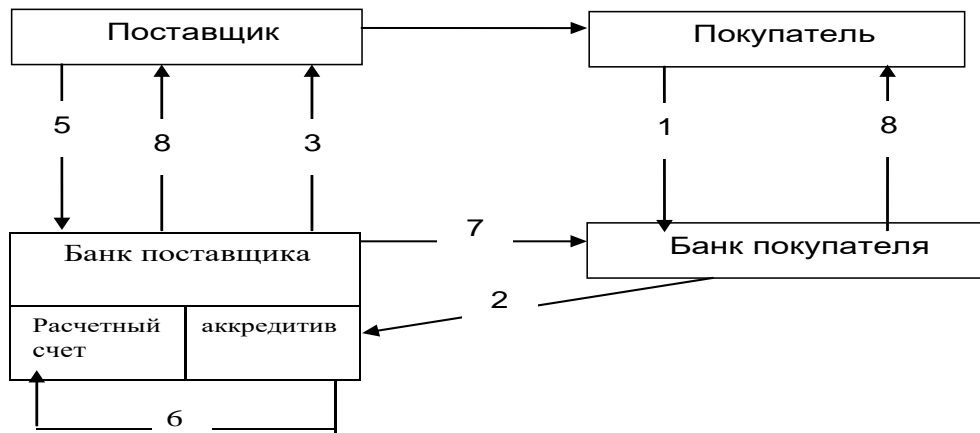 Поставщик
Покупатель
5
8
3
1
8
Банк поставщика
7
Банк покупателя
2
Расчетный
счет
аккредитив
6